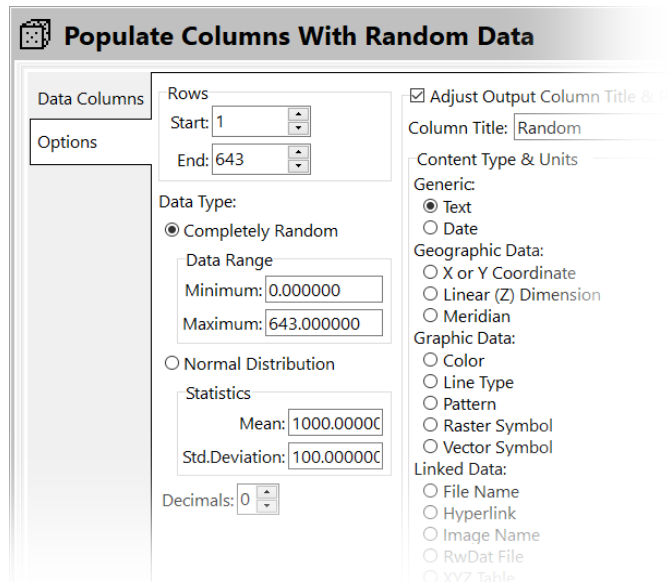 Populate Columns With Random Data
Data Columns
Options
Rows
Start: 1
End: 643
Data Type:
Completely Random
Data Range
Minimum: 0.000000
Maximum: 643.000000
Normal Distribution
Statistics
Mean: 1000.00000
Std.Deviation: 100.000000
Decimals: 0
Adjust Output Column Title &
Column Title: Random
Content Type & Units
Generic:
Text
Date
Geographic Data:
X or Y Coordinate
Linear (Z) Dimension
Meridian
Graphic Data:
Color
Line Type
Pattern
Raster Symbol
Vector Symbol
Linked Data:
File Name
Hyperlink
Image Name
RwDat File
XYZ Table